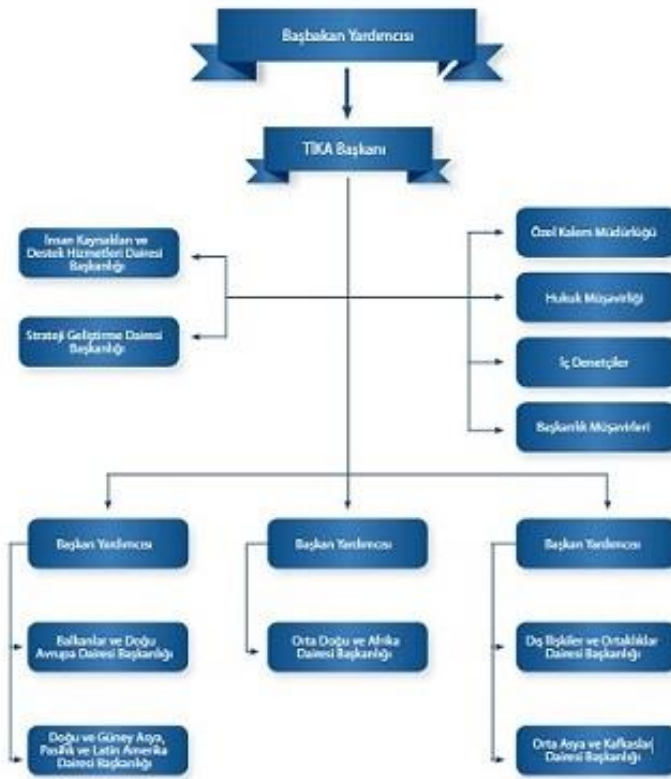 Başbakan Yardımcısı
TİKA Başkanı
İnsan Kaynakları ve
Destek Hizmetleri Dairesi
Başkanlığı
Strateji Geliştirme Dairesi
Başkanlığı
Özel Kalem Müdürlüğü
Hukuk Müşavirliği
İç Denetçiler
Başkanlık Müşavirleri
Başkan Yardımcısı
Balkanlar ve Doğu
Avrupa Dairesi Başkanlığı
Doğu ve Güney Asya,
Pasifik ve Latin Amerika
Dairesi Başkanlığı
Başkan Yardımcısı
Orta Doğu ve Afrika
Dairesi Başkanlığı
Başkan Yardımcısı
Dış İlişkiler ve Ortaklıklar
Dairesi Başkanlığı
Orta Asya ve Kafkaslar
Dairesi Başkanlığı